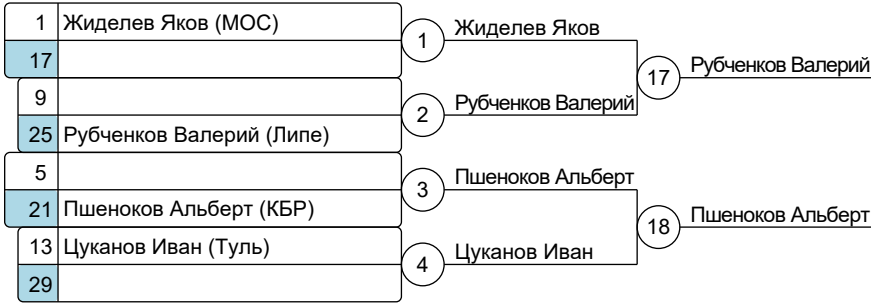 1 Жиделев Яков (МОС)
17
1 Жиделев Яков
9
25 Рубченков Валерий (Липе)
2 Рубченков Валерий
17 Рубченков Валерий
5
21 Пшеноков Альберт (КБР)
3 Пшеноков Альберт
13 Цуканов Иван (Туль)
29
4 Цуканов Иван
18 Пшеноков Альберт